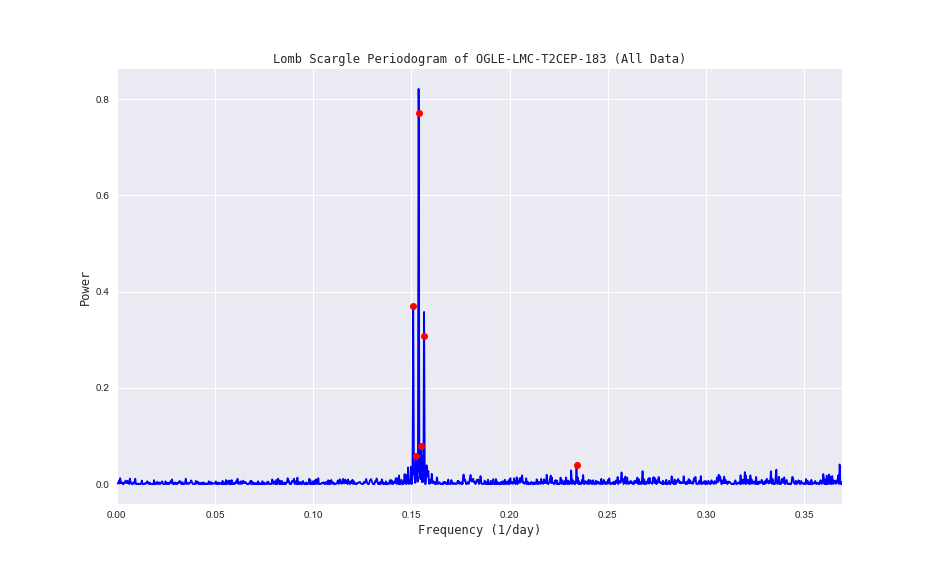 Lomb Scargle Periodogram of OGLE-LMC-T2CEP-183 (All Data)
0.8
0.6
0.4
0.2
0.0
Power
0.00 0.05 0.10 0.15 0.20 0.25 0.30 0.35
Frequency (1/day)